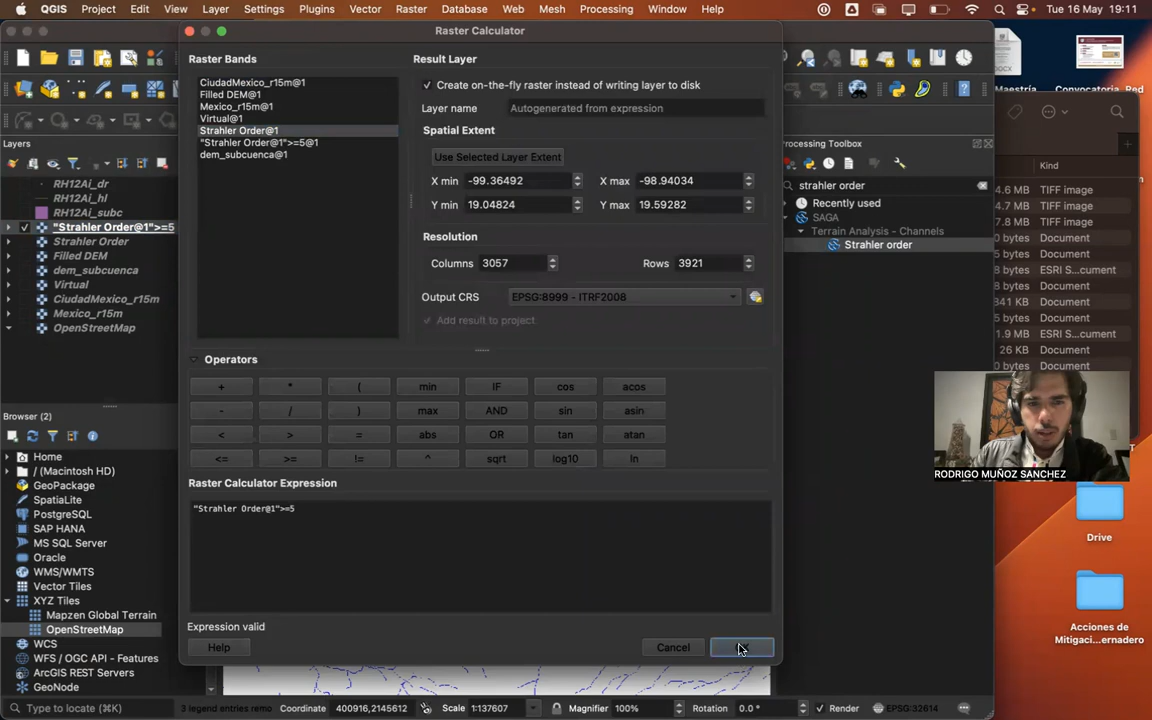 QGIS Project Edit View Layer Settings Plugins Vector Raster Database Web Mesh Processing Window Help Tue 16 May 19:11
Raster Calculator
Raster Bands
CiudadMexico_r15m@1
Filled DEM@1
Mexico_r15m@1
Virtual@1
Strahler Order@1
"Strahler Order@1">=5@1
dem_subcuenca@1
Result Layer
Create on-the-fly raster instead of writing layer to disk
Layer name Autogenerated from expression
Spatial Extent
Use Selected Layer Extent
X min -99.36492 X max -98.94034
Y min 19.04824 Y max 19.59282
Resolution
Columns 3057 Rows 3921
Output CRS EPSG:8999 - ITRF2008
Add result to project
Operators
+ * ( min IF cos acos
- / ) max AND sin asin
< > = abs OR tan atan
<= >= != ^ sqrt log10 ln
Raster Calculator Expression
"Strahler Order@1">=5
Expression valid
Help Cancel
Layers
RH12Ai_dr
RH12Ai_hl
RH12Ai_subc
"Strahler Order@1">=5
Strahler Order
Filled DEM
dem_subcuenca
Virtual
CiudadMexico_r15m
Mexico_r15m
OpenStreetMap
Browser (2)
Home
/ (Macintosh HD)
GeoPackage
SpatiaLite
PostgreSQL
SAP HANA
MS SQL Server
Oracle
WMS/WMTS
Vector Tiles
XYZ Tiles
Mapzen Global Terrain
OpenStreetMap
WCS
WFS / OGC API - Features
ArcGIS REST Servers
GeoNode
Processing Toolbox
strahler order
Recently used
SAGA
Terrain Analysis - Channels
Strahler order
Kind
4.6 MB TIFF image
4.7 MB TIFF image
7.8 MB TIFF image
0 bytes Document
0 bytes Document
0 bytes ESRI S...cument
341 KB Document
5 bytes Document
1.9 MB ESRI S...cument
26 KB Document
5 bytes Document
DOCX
Maestría
Convocatoria_Red
RODRIGO MUÑOZ SANCHEZ
Drive
Acciones de
Mitigaci...ernadero
Type to locate (⌘K) 3 legend entries remo Coordinate 400916,2145612 Scale 1:137607 Magnifier 100% Rotation 0.0 ° Render EPSG:32614